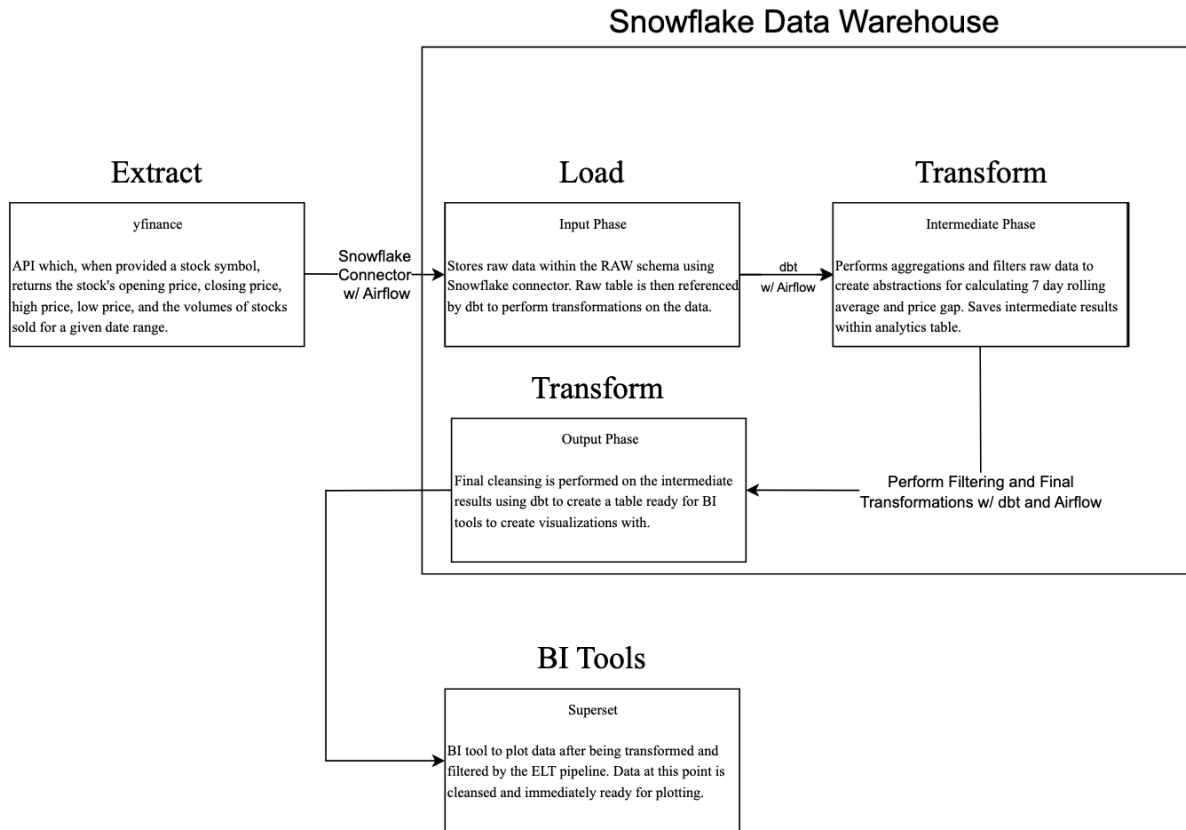 Snowflake Data Warehouse
Extract
yfinance
API which, when provided a stock symbol,
returns the stock's opening price, closing price,
high price, low price, and the volumes of stocks
sold for a given date range.
Snowflake
Connector
w/ Airflow
Load
Input Phase
Stores raw data within the RAW schema using
Snowflake connector. Raw table is then referenced
by dbt to perform transformations on the data.
dbt
w/ Airflow
Transform
Intermediate Phase
Performs aggregations and filters raw data to
create abstractions for calculating 7 day rolling
average and price gap. Saves intermediate results
within analytics table.
Perform Filtering and Final
Transformations w/ dbt and Airflow
Transform
Output Phase
Final cleansing is performed on the intermediate
results using dbt to create a table ready for BI
tools to create visualizations with.
BI Tools
Superset
BI tool to plot data after being transformed and
filtered by the ELT pipeline. Data at this point is
cleansed and immediately ready for plotting.